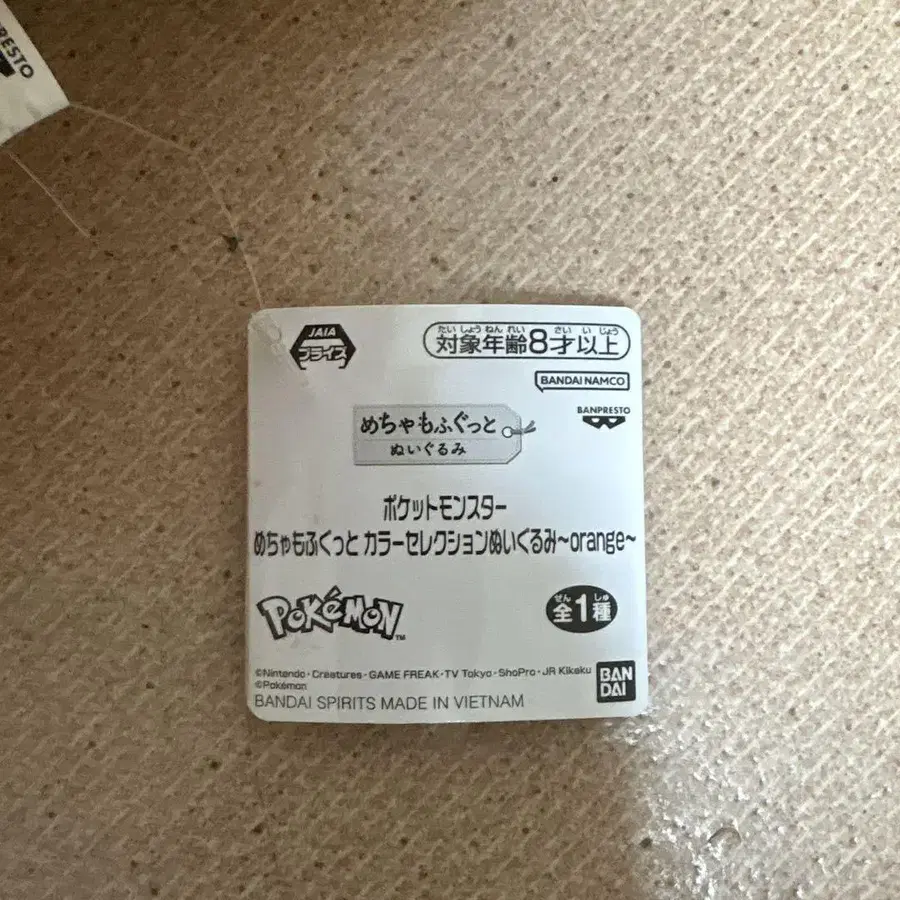 PRESTO
JAIA
プライズ
たいしょうねんれい さい いじょう
対象年齢8才以上
BANDAI NAMCO
BANPRESTO
めちゃもふぐっと
ぬいぐるみ
ポケットモンスター
めちゃもふぐっと カラーセレクションぬいぐるみ~orange~
POKéMON™
ぜん しゅ
全1種
©Nintendo・Creatures・GAME FREAK・TV Tokyo・ShoPro・JR Kikaku
©Pokémon
BANDAI SPIRITS MADE IN VIETNAM
BAN
DAI